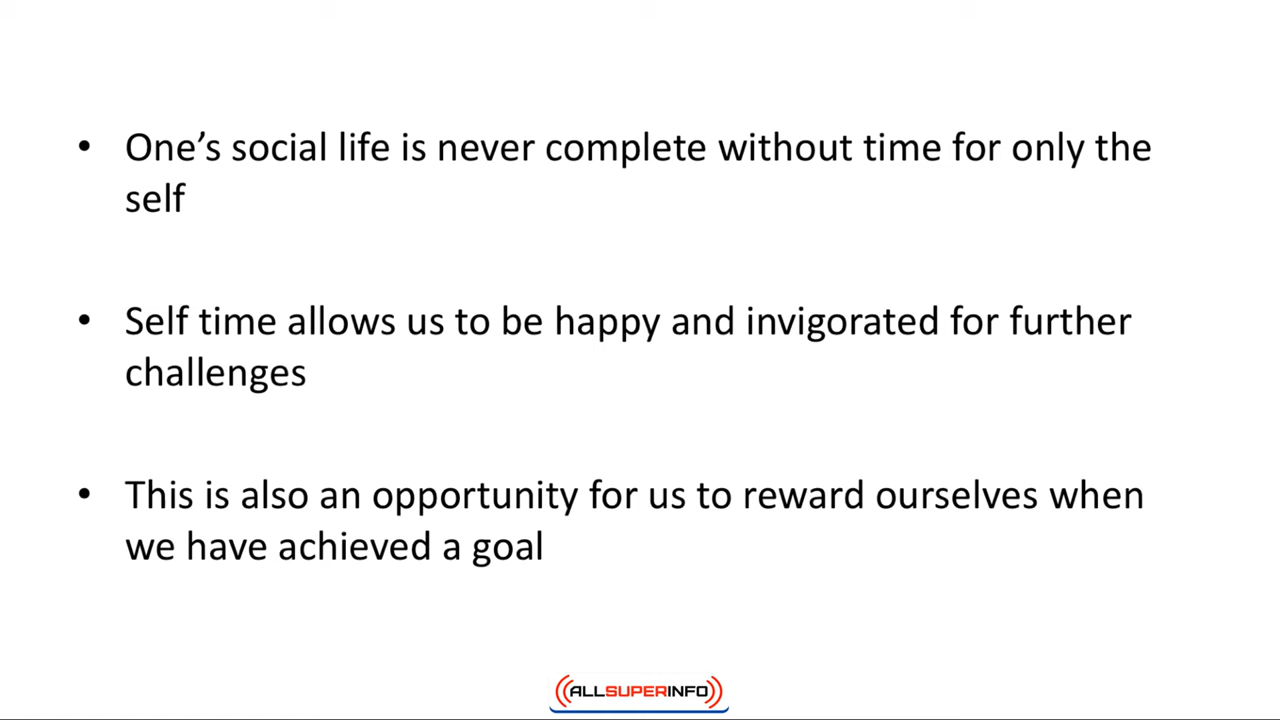 • One’s social life is never complete without time for only the
self
• Self time allows us to be happy and invigorated for further
challenges
• This is also an opportunity for us to reward ourselves when
we have achieved a goal
ALLSUPERINFO